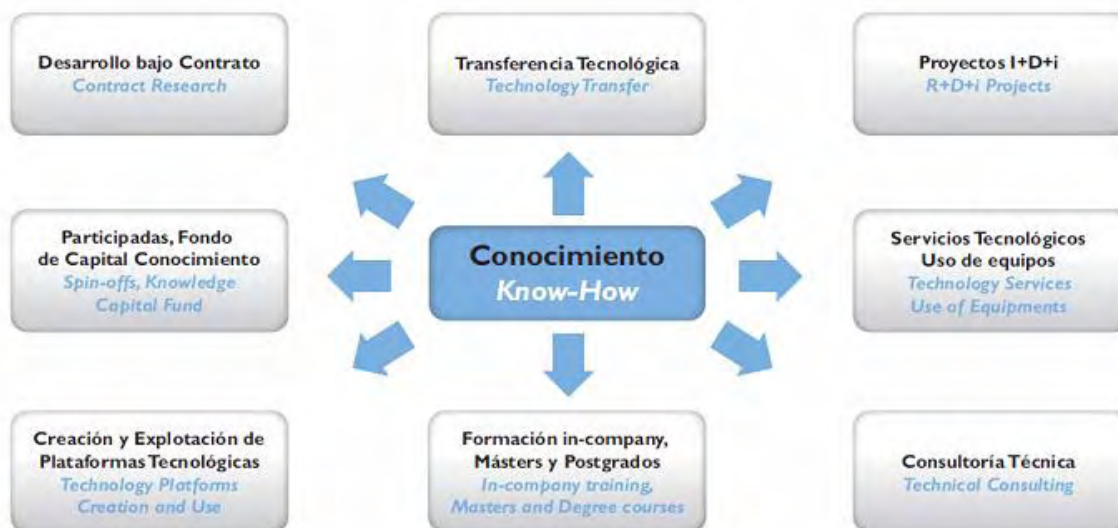 Desarrollo bajo Contrato
Contract Research
Transferencia Tecnológica
Technology Transfer
Proyectos I+D+i
R+D+i Projects
Participadas, Fondo
de Capital Conocimiento
Spin-offs, Knowledge
Capital Fund
Conocimiento
Know-How
Servicios Tecnológicos
Uso de equipos
Technology Services
Use of Equipments
Creación y Explotación de
Plataformas Tecnológicas
Technology Platforms
Creation and Use
Formación in-company,
Másters y Postgrados
In-company training,
Masters and Degree courses
Consultoría Técnica
Technical Consulting